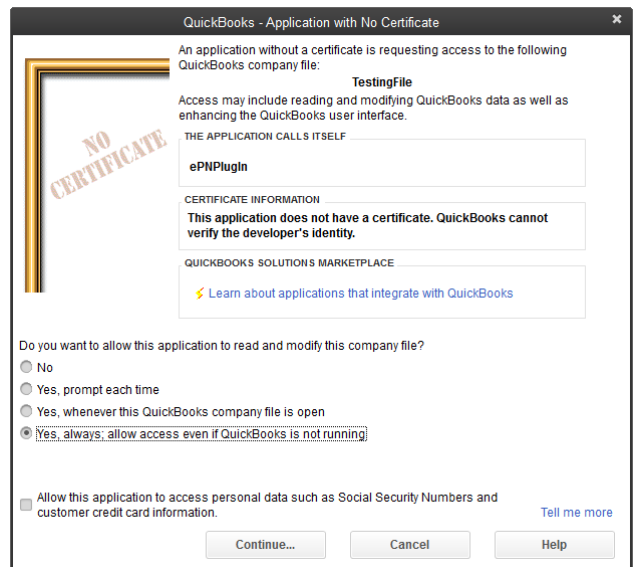 QuickBooks - Application with No Certificate
×
An application without a certificate is requesting access to the following
QuickBooks company file:
TestingFile
Access may include reading and modifying QuickBooks data as well as
enhancing the QuickBooks user interface.
NO
CERTIFICATE
THE APPLICATION CALLS ITSELF
ePNPlugIn
CERTIFICATE INFORMATION
This application does not have a certificate. QuickBooks cannot
verify the developer's identity.
QUICKBOOKS SOLUTIONS MARKETPLACE
Learn about applications that integrate with QuickBooks
Do you want to allow this application to read and modify this company file?
No
Yes, prompt each time
Yes, whenever this QuickBooks company file is open
Yes, always; allow access even if QuickBooks is not running
Allow this application to access personal data such as Social Security Numbers and
customer credit card information.
Tell me more
Continue...
Cancel
Help